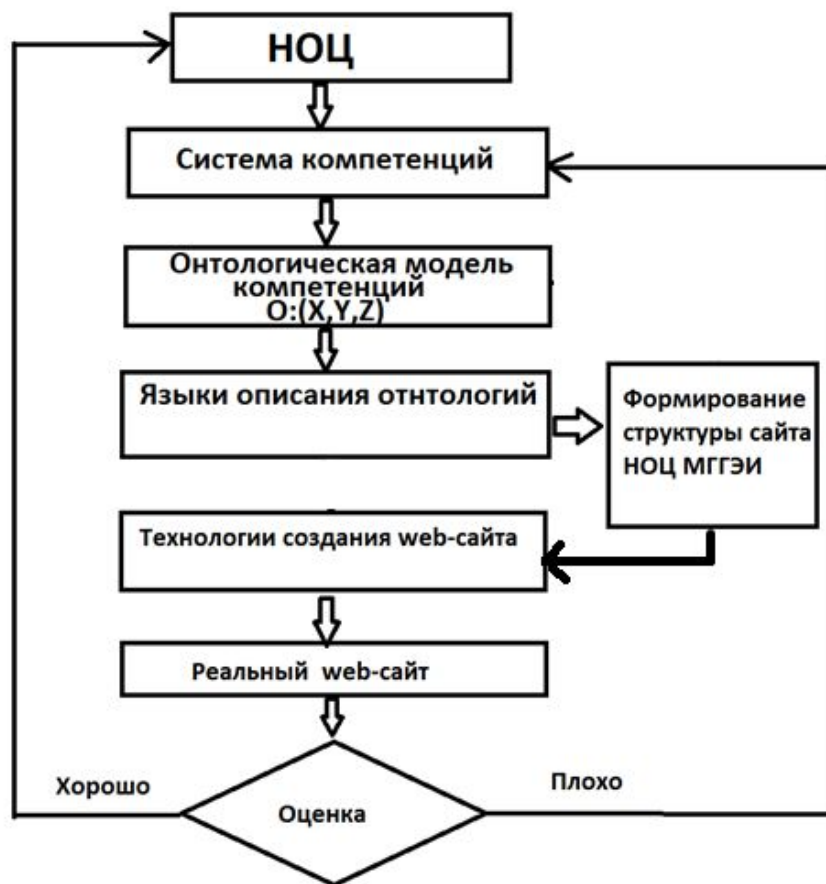 НОЦ
Система компетенций
Онтологическая модель
компетенций
О:(X,Y,Z)
Языки описания отнтологий
Формирование
структуры сайта
НОЦ МГГЭИ
Технологии создания web-сайта
Реальный web-сайт
Хорошо
Оценка
Плохо